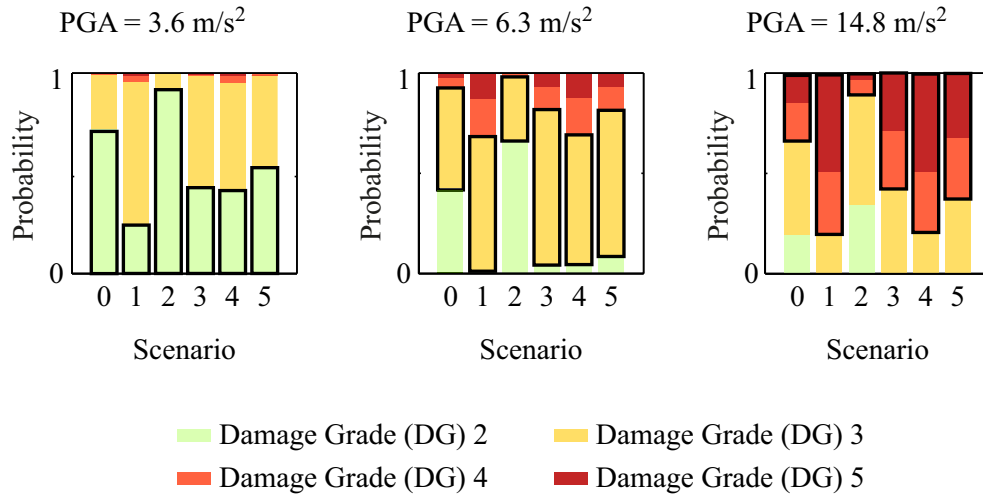 PGA = 3.6 m/s²
PGA = 6.3 m/s²
PGA = 14.8 m/s²
1
0
Probability
0 1 2 3 4 5
Scenario
1
0
Probability
0 1 2 3 4 5
Scenario
1
0
Probability
0 1 2 3 4 5
Scenario
Damage Grade (DG) 2
Damage Grade (DG) 3
Damage Grade (DG) 4
Damage Grade (DG) 5